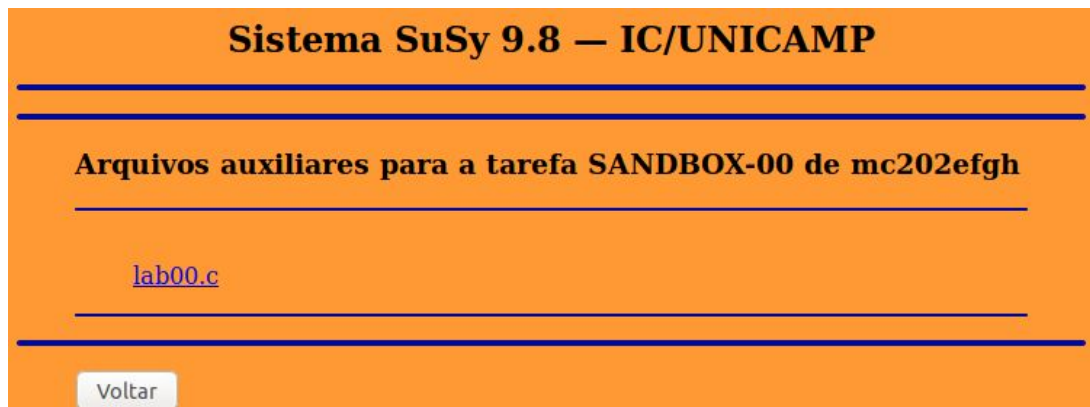 Sistema SuSy 9.8 — IC/UNICAMP
Arquivos auxiliares para a tarefa SANDBOX-00 de mc202efgh
lab00.c
Voltar